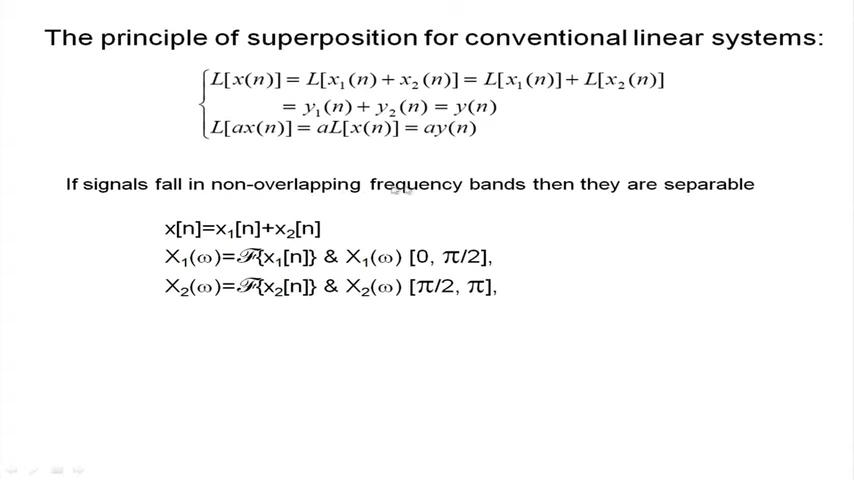 The principle of superposition for conventional linear systems:
L[x(n)] = L[x₁(n) + x₂(n)] = L[x₁(n)] + L[x₂(n)]
= y₁(n) + y₂(n) = y(n)
L[ax(n)] = aL[x(n)] = ay(n)
If signals fall in non-overlapping frequency bands then they are separable
x[n]=x₁[n]+x₂[n]
X₁(ω)=ℱ{x₁[n]} & X₁(ω) [0, π/2],
X₂(ω)=ℱ{x₂[n]} & X₂(ω) [π/2, π],